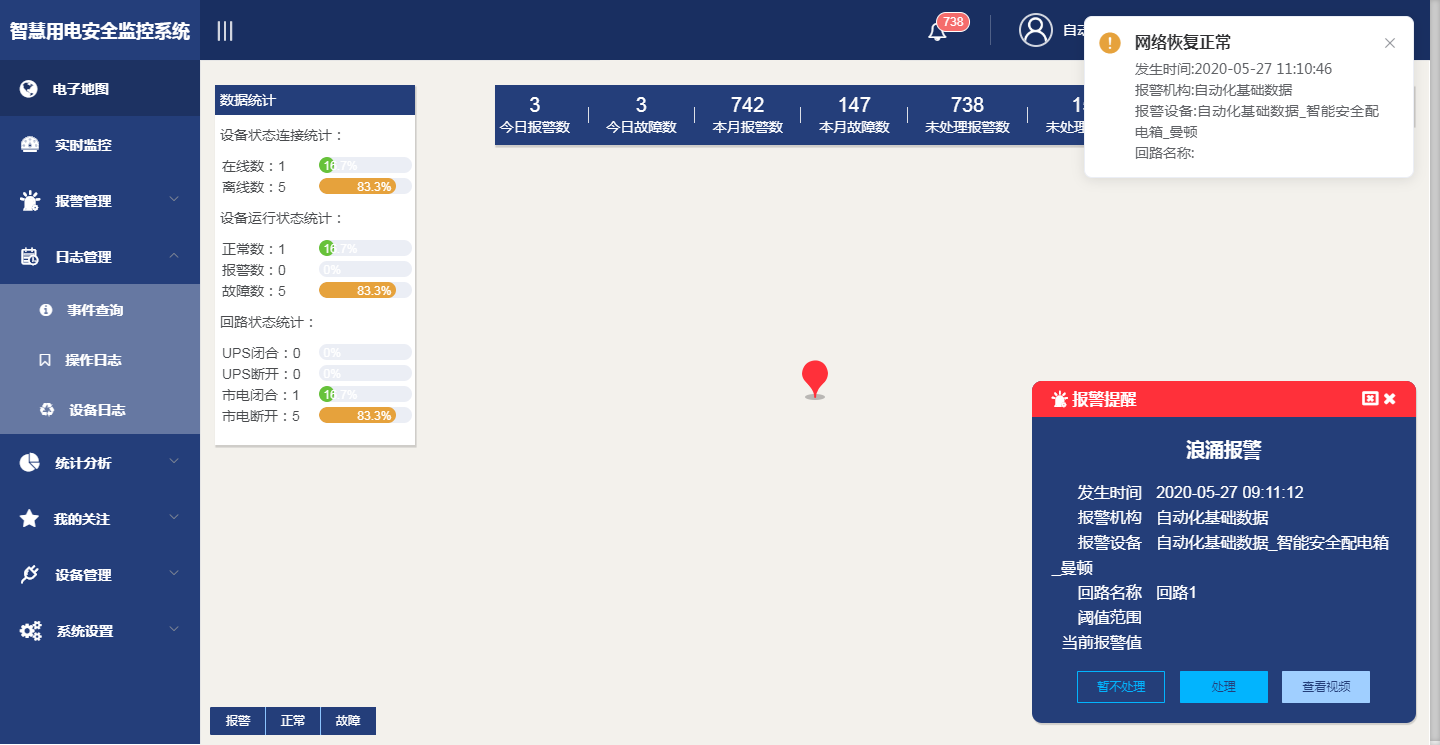 智慧用电安全监控系统
738
自动
电子地图
实时监控
报警管理
日志管理
事件查询
操作日志
设备日志
统计分析
我的关注
设备管理
系统设置
数据统计
设备状态连接统计：
在线数：1
16.7%
离线数：5
83.3%
设备运行状态统计：
正常数：1
16.7%
报警数：0
0%
故障数：5
83.3%
回路状态统计：
UPS闭合：0
0%
UPS断开：0
0%
市电闭合：1
16.7%
市电断开：5
83.3%
3
今日报警数
3
今日故障数
742
本月报警数
147
本月故障数
738
未处理报警数
未处理
网络恢复正常
发生时间:2020-05-27 11:10:46
报警机构:自动化基础数据
报警设备:自动化基础数据_智能安全配
电箱_曼顿
回路名称:
报警提醒
浪涌报警
发生时间 2020-05-27 09:11:12
报警机构 自动化基础数据
报警设备 自动化基础数据_智能安全配电箱
_曼顿
回路名称 回路1
阈值范围
当前报警值
暂不处理
处理
查看视频
报警
正常
故障